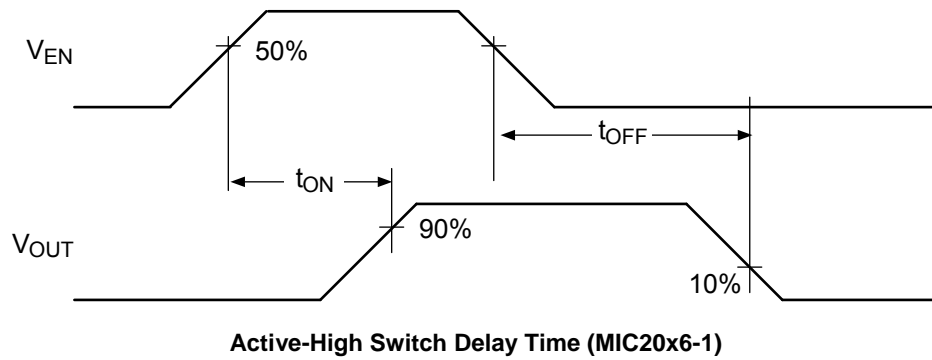 V_EN
50%
t_OFF
t_ON
V_OUT
90%
10%
Active-High Switch Delay Time (MIC20x6-1)